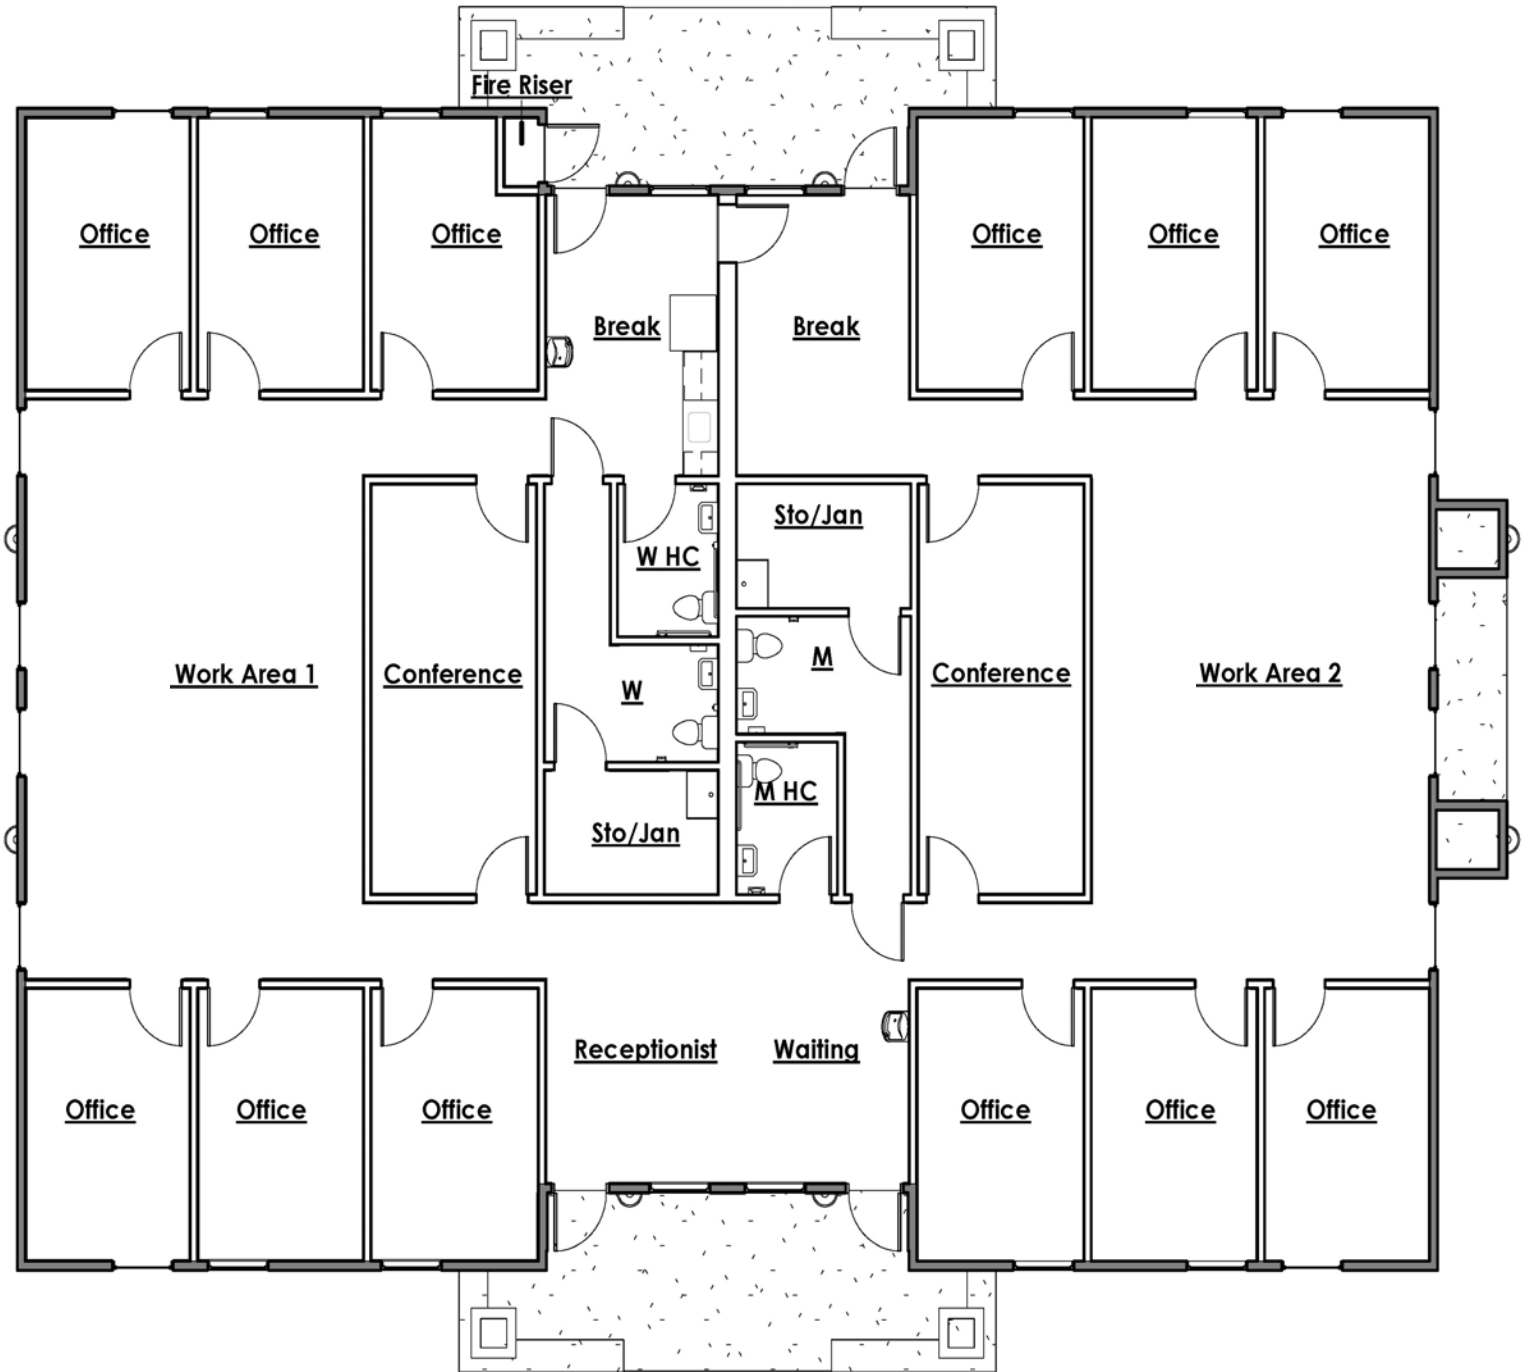 Fire Riser
Office
Office
Office
Office
Office
Office
Break
Break
Sto/Jan
W HC
M
Work Area 1
Conference
W
Conference
Work Area 2
M HC
Sto/Jan
Receptionist
Waiting
Office
Office
Office
Office
Office
Office